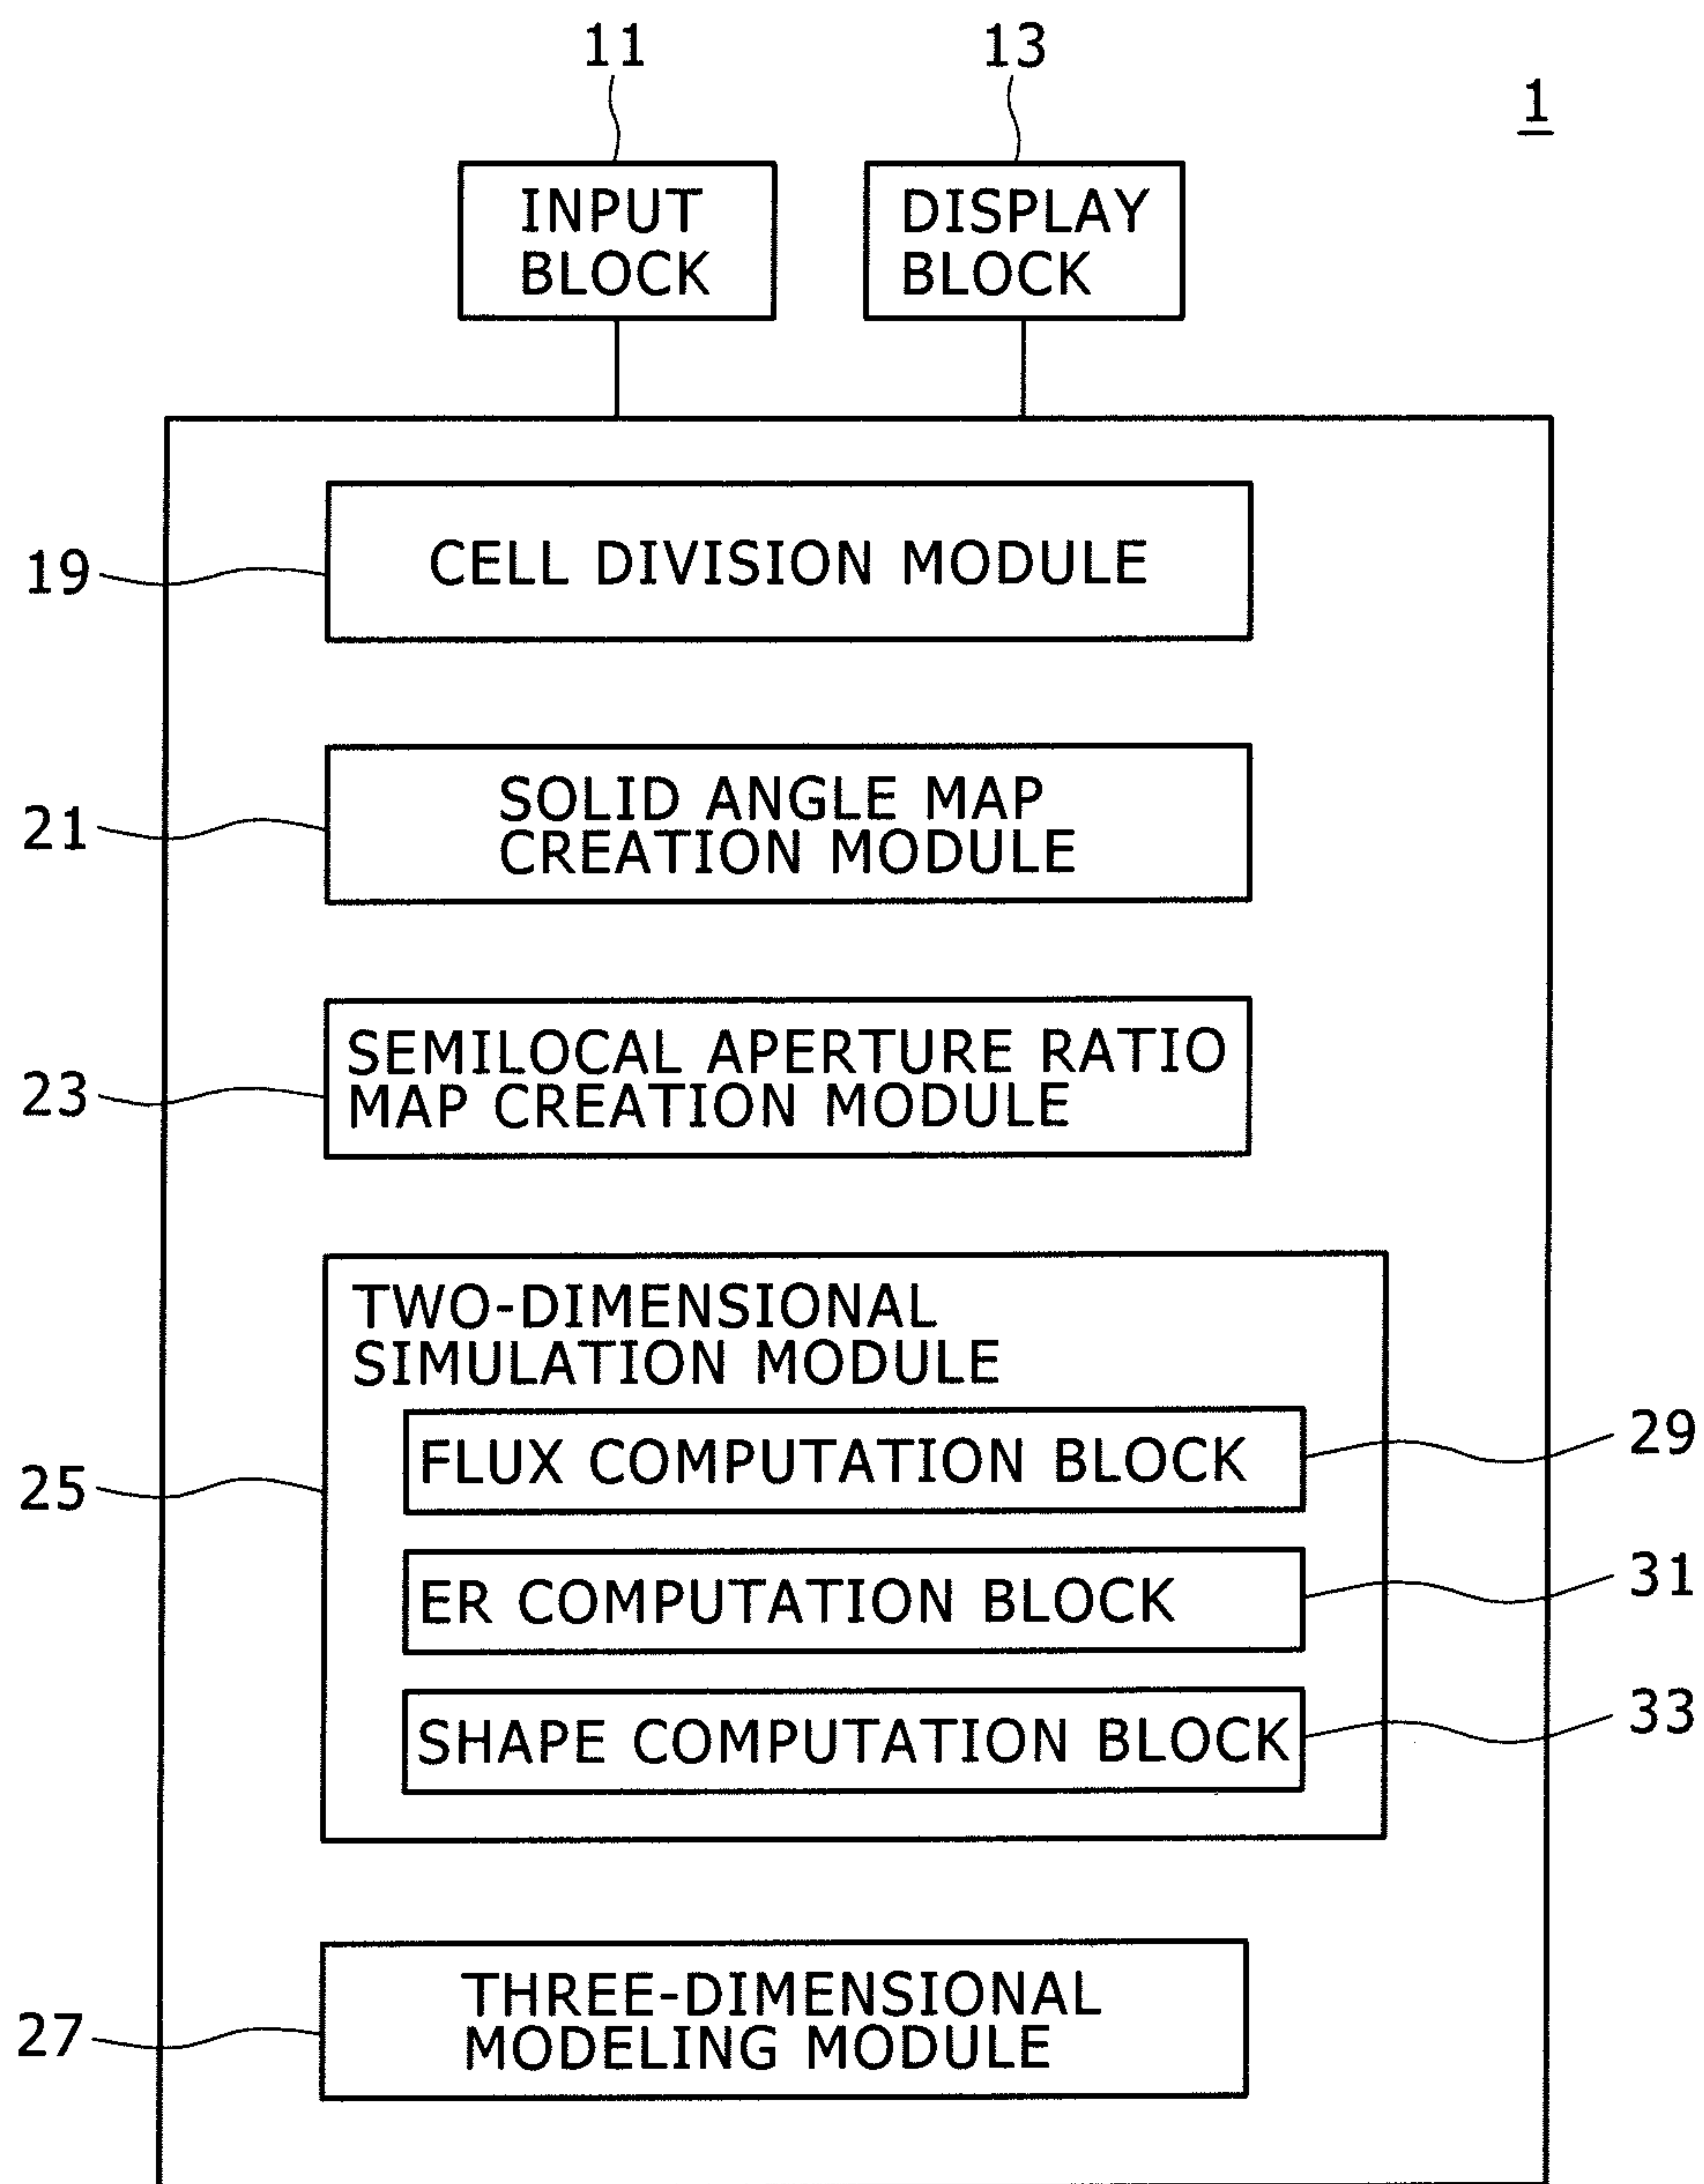 11
13
1
INPUT
BLOCK
DISPLAY
BLOCK
19
CELL DIVISION MODULE
21
SOLID ANGLE MAP
CREATION MODULE
23
SEMILOCAL APERTURE RATIO
MAP CREATION MODULE
25
TWO-DIMENSIONAL
SIMULATION MODULE
FLUX COMPUTATION BLOCK
29
ER COMPUTATION BLOCK
31
SHAPE COMPUTATION BLOCK
33
27
THREE-DIMENSIONAL
MODELING MODULE